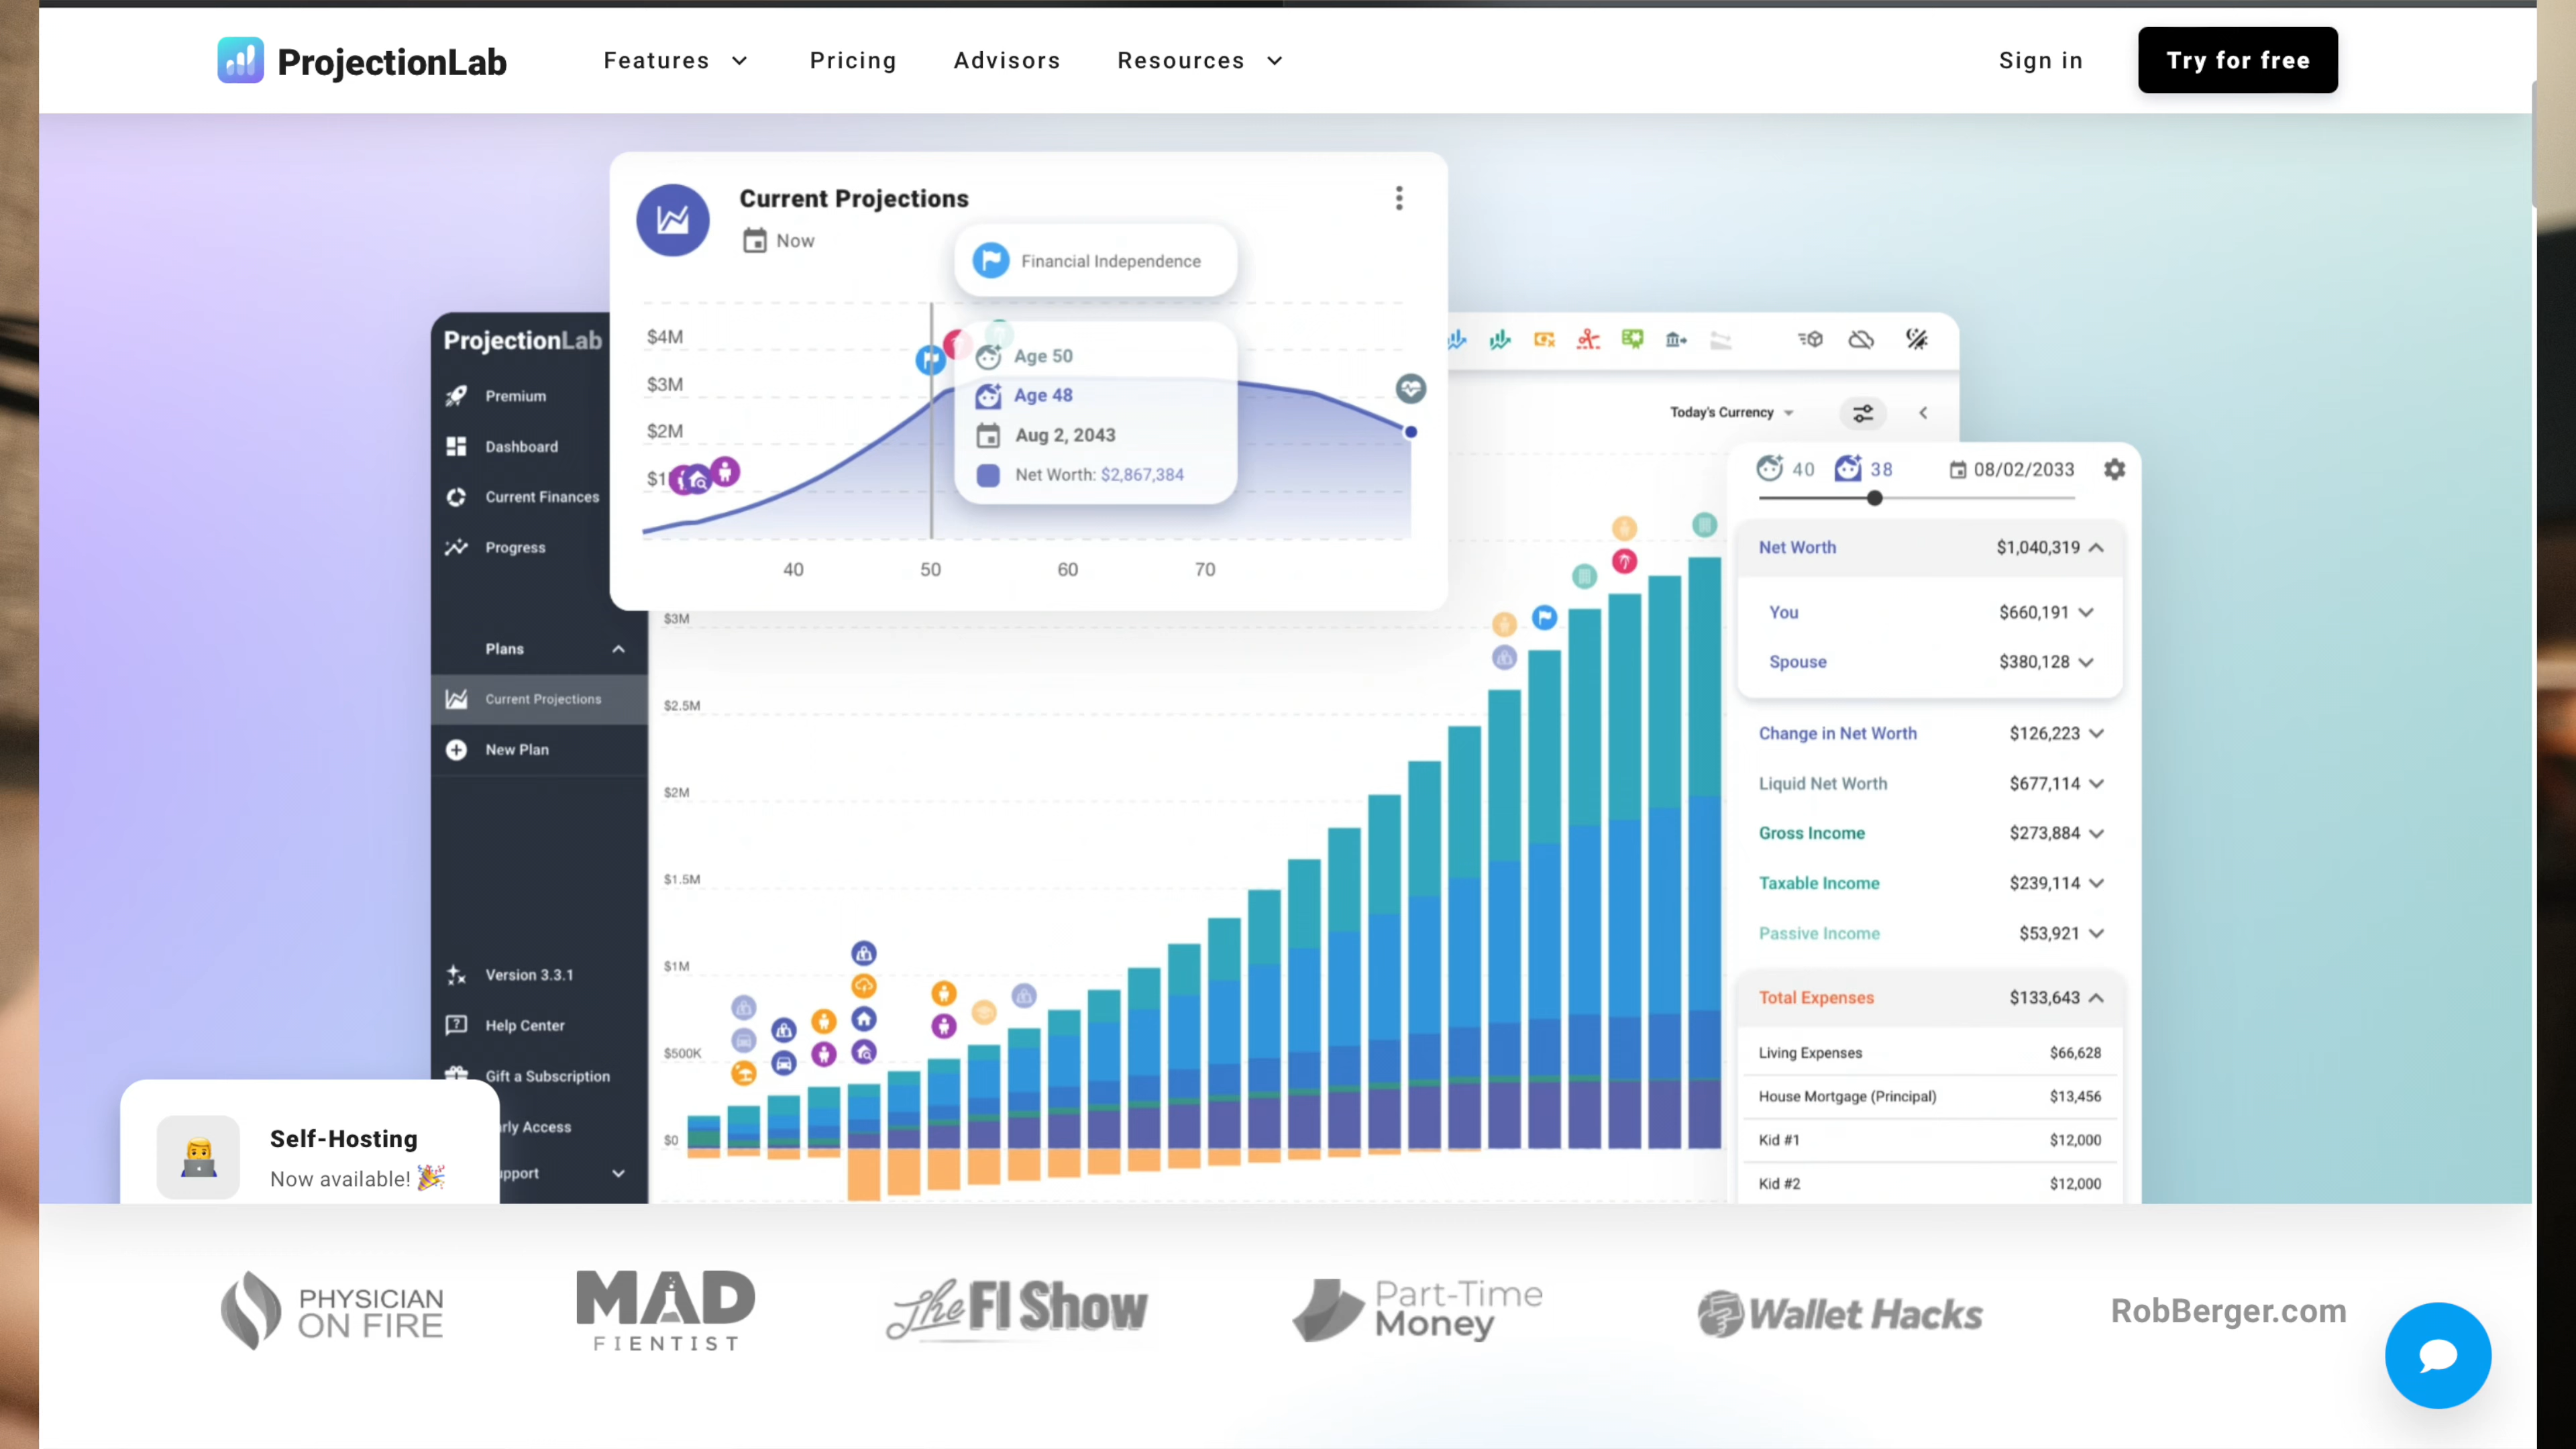 ProjectionLab
Features
Pricing
Advisors
Resources
Sign in
Try for free
Current Projections
Now
Financial Independence
$4M
$3M
$2M
$1
Age 50
Age 48
Aug 2, 2043
Net Worth: $2,867,384
40
50
60
70
ProjectionLab
Premium
Dashboard
Current Finances
Progress
Plans
Current Projections
New Plan
Version 3.3.1
Help Center
Gift a Subscription
rly Access
pport
$3M
$2.5M
$2M
$1.5M
$1M
$500K
$0
Today's Currency
40
38
08/02/2033
Net Worth $1,040,319
You $660,191
Spouse $380,128
Change in Net Worth $126,223
Liquid Net Worth $677,114
Gross Income $273,884
Taxable Income $239,114
Passive Income $53,921
Total Expenses $133,643
Living Expenses $66,628
House Mortgage (Principal) $13,456
Kid #1 $12,000
Kid #2 $12,000
Self-Hosting
Now available! 🎉
PHYSICIAN
ON FIRE
MAD
FIENTIST
The FI Show
Part-Time
Money
Wallet Hacks
RobBerger.com